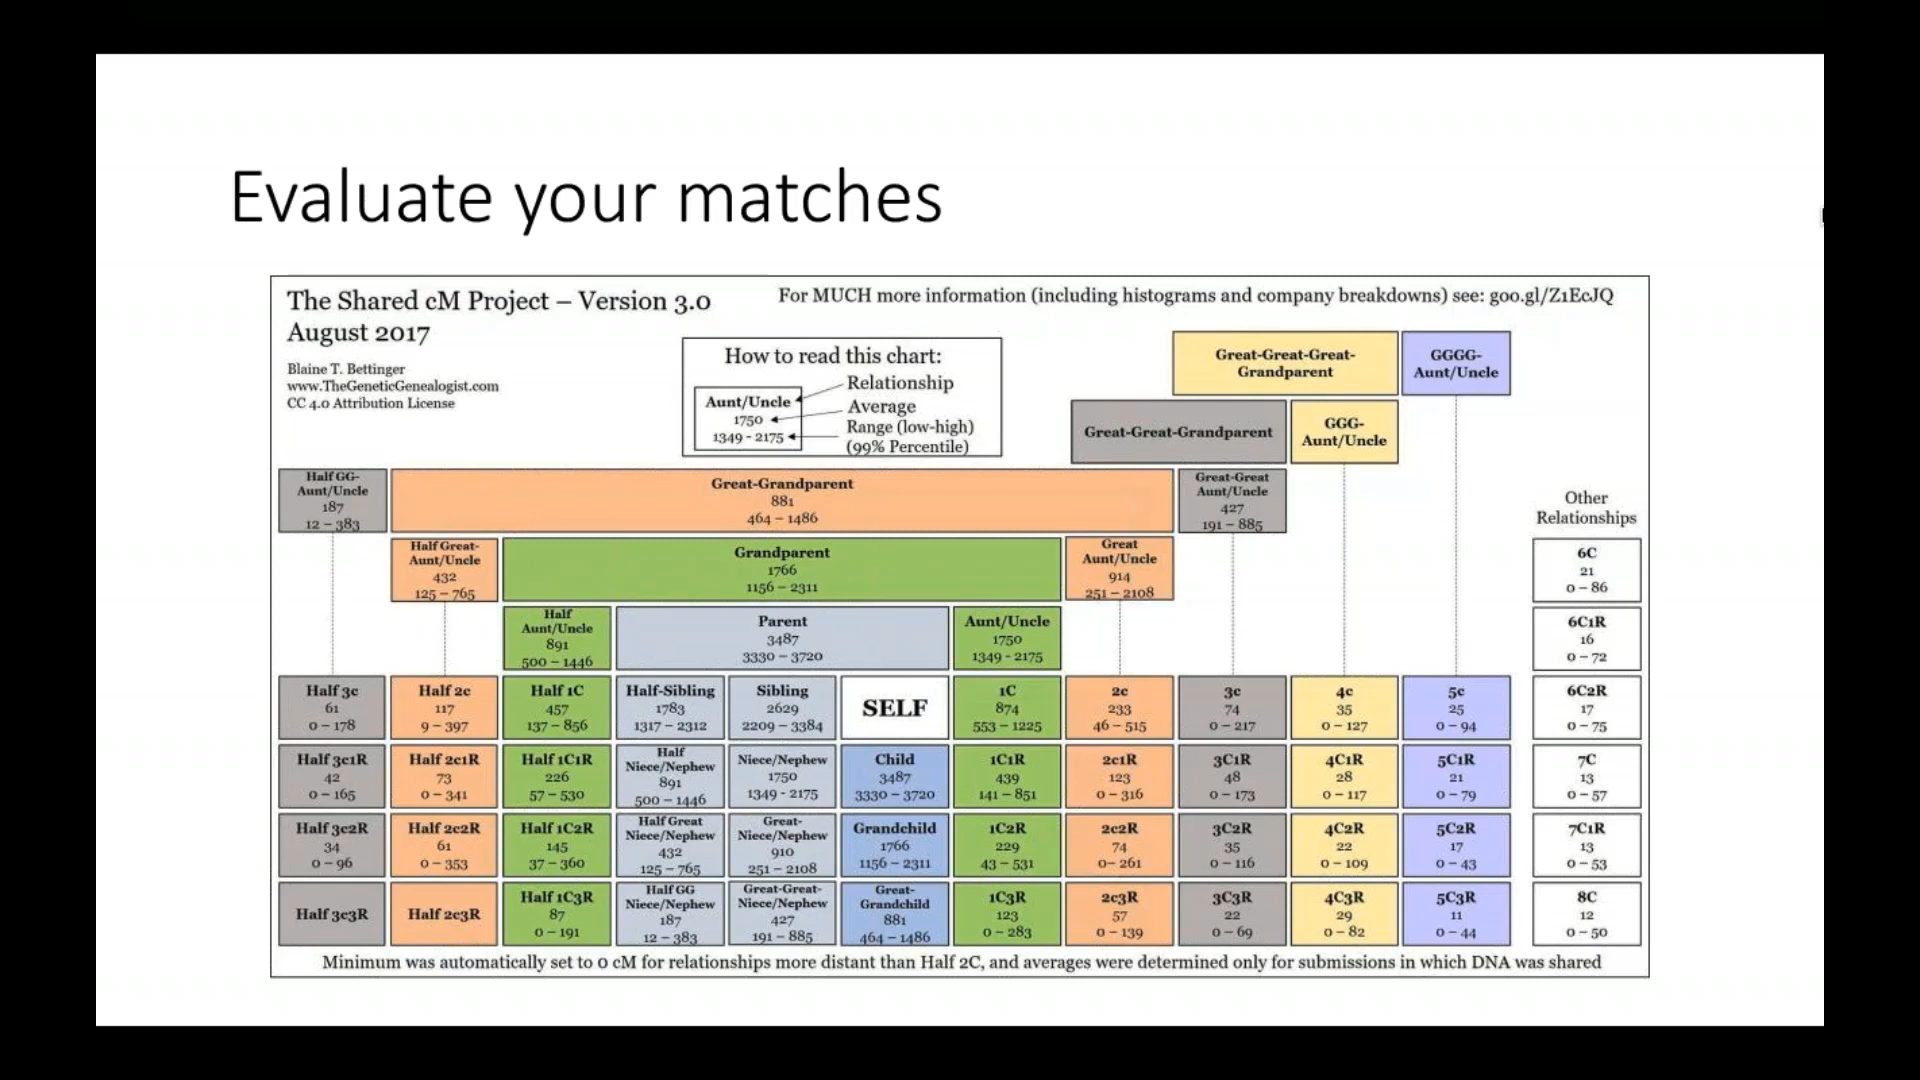 Evaluate your matches
The Shared cM Project – Version 3.0
August 2017
Blaine T. Bettinger
www.TheGeneticGenealogist.com
CC 4.0 Attribution License
For MUCH more information (including histograms and company breakdowns) see: goo.gl/Z1EcJQ
How to read this chart:
Aunt/Uncle
1750
1349 - 2175
Relationship
Average
Range (low-high)
(99% Percentile)
Great-Great-Great-
Grandparent
GGGG-
Aunt/Uncle
Great-Great-Grandparent
GGG-
Aunt/Uncle
Half GG-
Aunt/Uncle
187
12 – 383
Great-Grandparent
881
464 – 1486
Great-Great
Aunt/Uncle
427
191 – 885
Other
Relationships
Half Great-
Aunt/Uncle
432
125 – 765
Grandparent
1766
1156 – 2311
Great
Aunt/Uncle
914
251 – 2108
6C
21
0 – 86
Half
Aunt/Uncle
891
500 – 1446
Parent
3487
3330 – 3720
Aunt/Uncle
1750
1349 - 2175
6C1R
16
0 – 72
Half 3c
61
0 – 178
Half 2c
117
9 – 397
Half 1C
457
137 – 856
Half-Sibling
1783
1317 – 2312
Sibling
2629
2209 – 3384
SELF
1C
874
553 – 1225
2c
233
46 – 515
3c
74
0 – 217
4c
35
0 – 127
5c
25
0 – 94
6C2R
17
0 – 75
Half 3c1R
42
0 – 165
Half 2c1R
73
0 – 341
Half 1C1R
226
57 – 530
Half
Niece/Nephew
891
500 – 1446
Niece/Nephew
1750
1349 - 2175
Child
3487
3330 – 3720
1C1R
439
141 – 851
2c1R
123
0 – 316
3C1R
48
0 – 173
4C1R
28
0 – 117
5C1R
21
0 – 79
7C
13
0 – 57
Half 3c2R
34
0 – 96
Half 2c2R
61
0 – 353
Half 1C2R
145
37 – 360
Half Great
Niece/Nephew
432
125 – 765
Great-
Niece/Nephew
910
251 – 2108
Grandchild
1766
1156 – 2311
1C2R
229
43 – 531
2c2R
74
0– 261
3C2R
35
0 – 116
4C2R
22
0 – 109
5C2R
17
0 – 43
7C1R
13
0 – 53
Half 3c3R
Half 2c3R
Half 1C3R
87
0 – 191
Half GG
Niece/Nephew
187
12 – 383
Great-Great-
Niece/Nephew
427
191 – 885
Great-
Grandchild
881
464 – 1486
1C3R
123
0 – 283
2c3R
57
0 – 139
3C3R
22
0 – 69
4C3R
29
0 – 82
5C3R
11
0 – 44
8C
12
0 – 50
Minimum was automatically set to 0 cM for relationships more distant than Half 2C, and averages were determined only for submissions in which DNA was shared